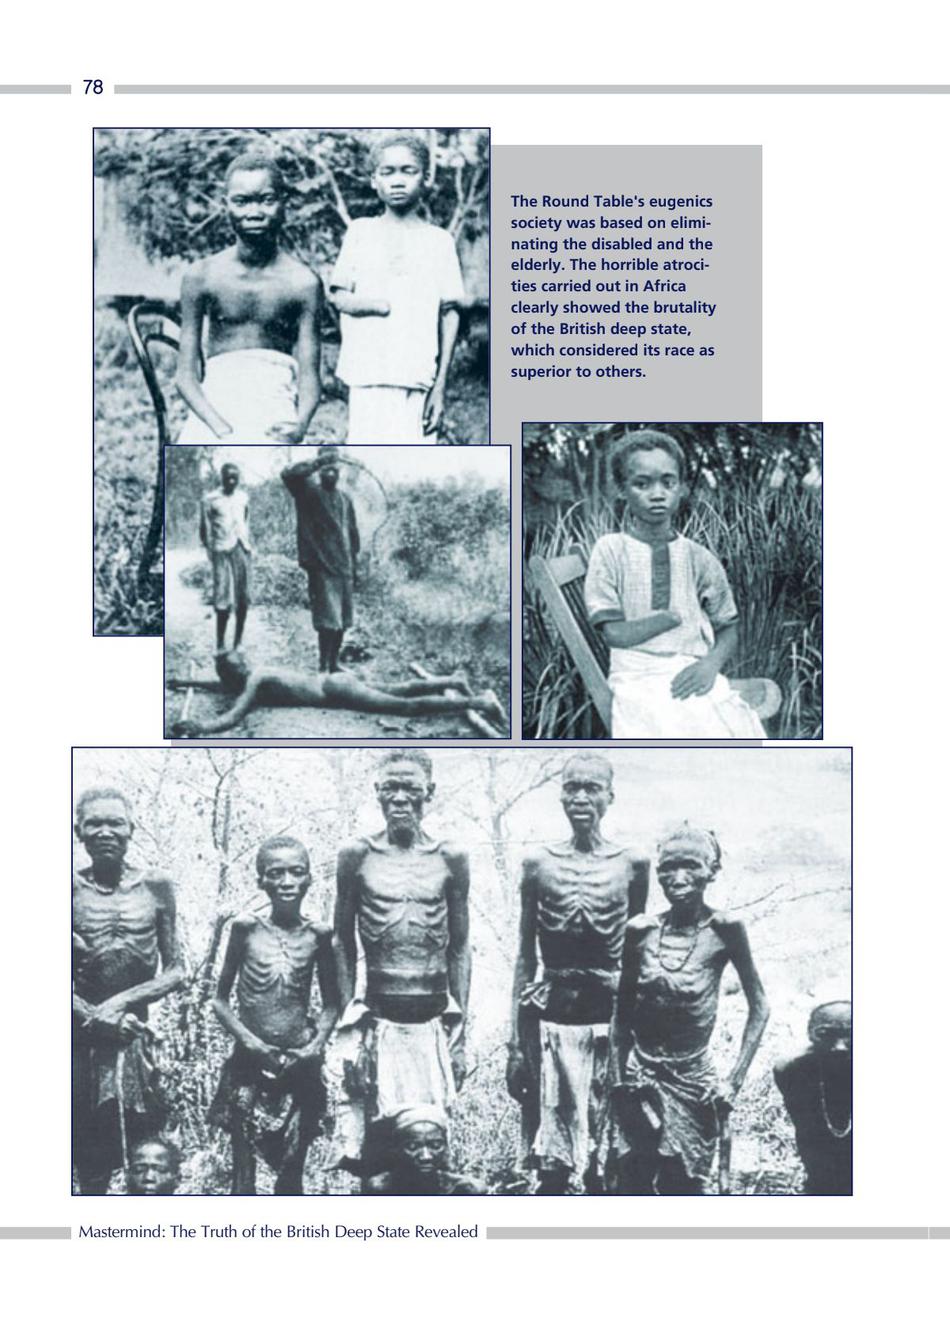 78
The Round Table's eugenics
society was based on elimi-
nating the disabled and the
elderly. The horrible atroci-
ties carried out in Africa
clearly showed the brutality
of the British deep state,
which considered its race as
superior to others.
Mastermind: The Truth of the British Deep State Revealed